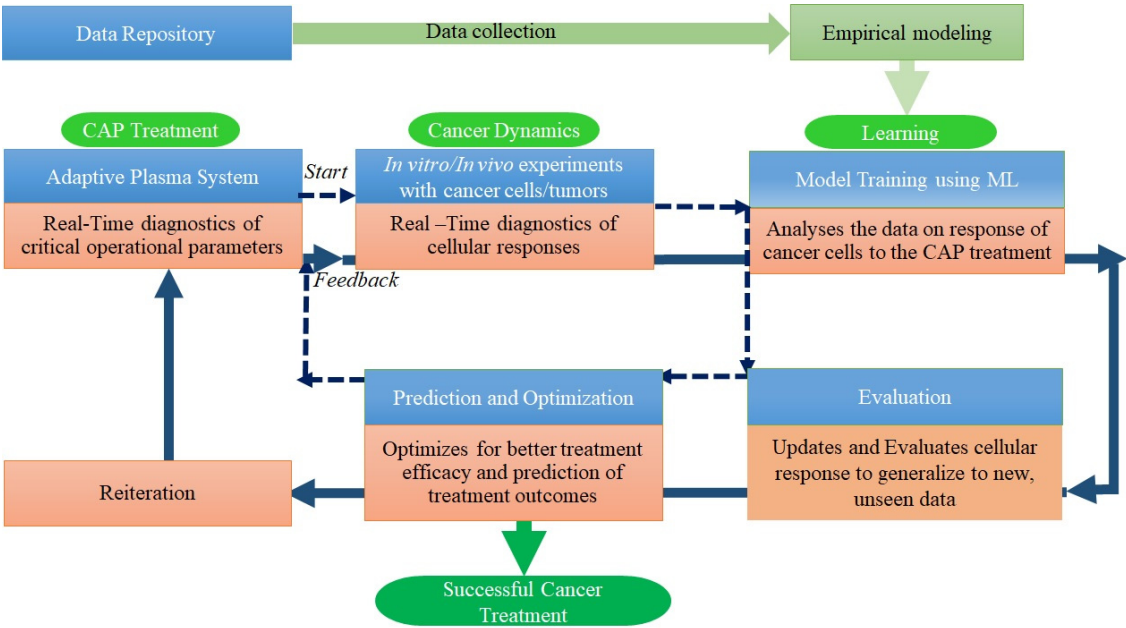 Data Repository
Data collection
Empirical modeling
CAP Treatment
Cancer Dynamics
Learning
Adaptive Plasma System
Start
In vitro/In vivo experiments
with cancer cells/tumors
Model Training using ML
Real-Time diagnostics of
critical operational parameters
Real –Time diagnostics of
cellular responses
Analyses the data on response of
cancer cells to the CAP treatment
Feedback
Prediction and Optimization
Evaluation
Reiteration
Optimizes for better treatment
efficacy and prediction of
treatment outcomes
Updates and Evaluates cellular
response to generalize to new,
unseen data
Successful Cancer
Treatment